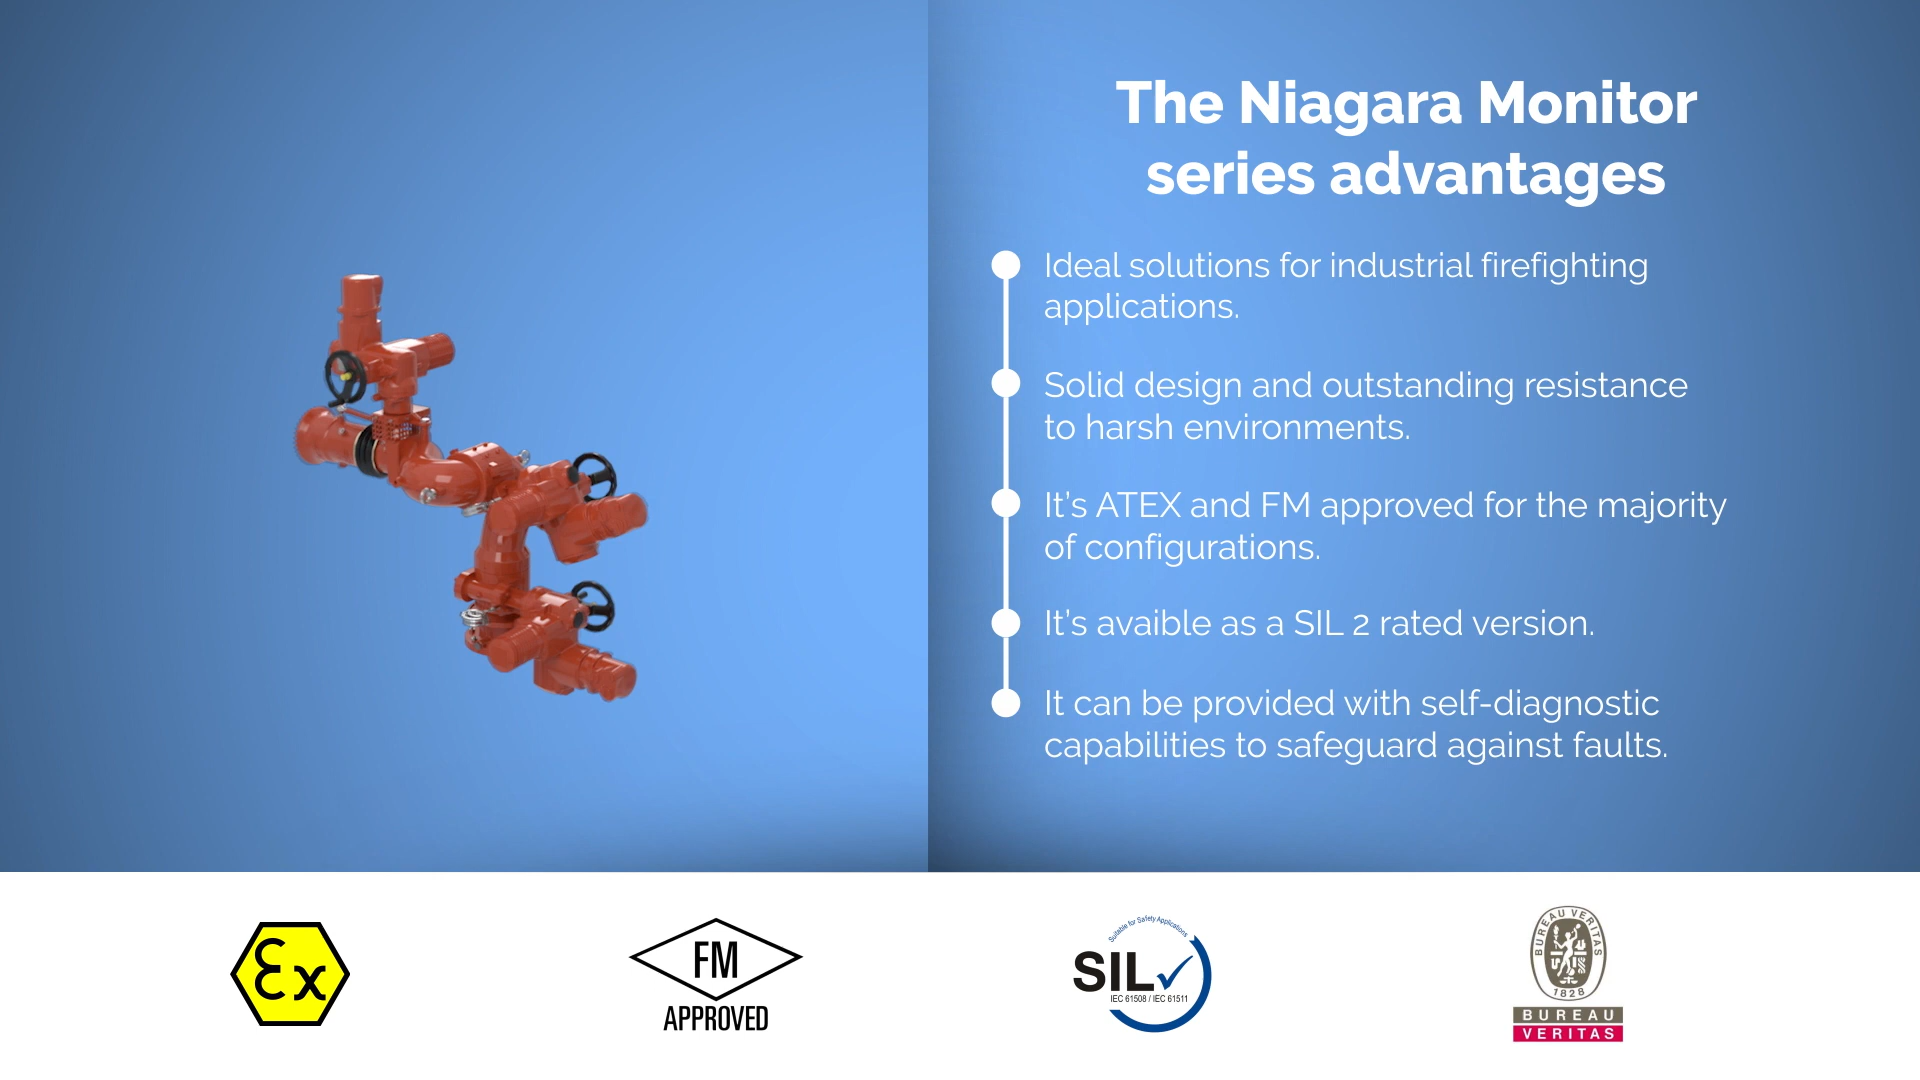 The Niagara Monitor
series advantages
Ideal solutions for industrial firefighting
applications.
Solid design and outstanding resistance
to harsh environments.
It's ATEX and FM approved for the majority
of configurations.
It's avaible as a SIL 2 rated version.
It can be provided with self-diagnostic
capabilities to safeguard against faults.
Ex
FM
APPROVED
Suitable for Safety Applications
SIL
IEC 61508 / IEC 61511
BUREAU VERITAS
1828
BUREAU
VERITAS